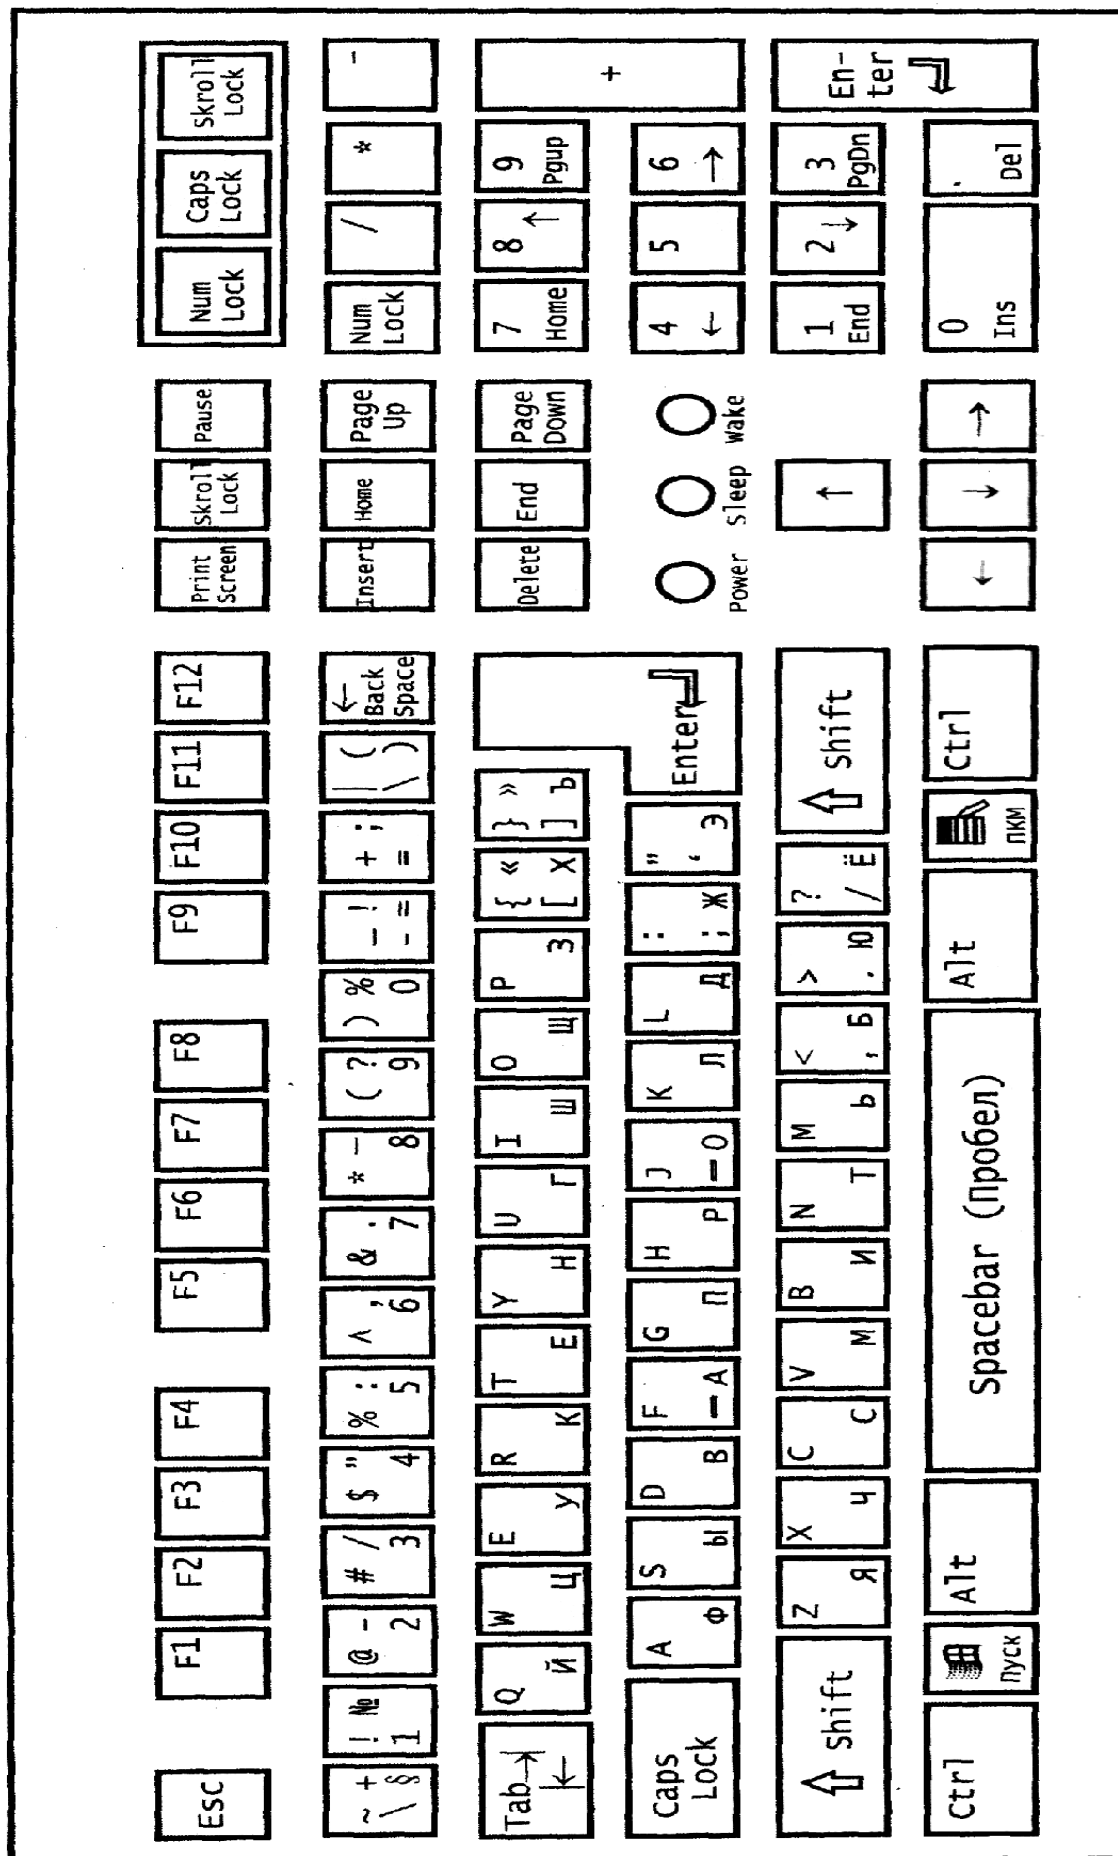 Esc F1 F2 F3 F4 F5 F6 F7 F8 F9 F10 F11 F12
Print Screen
Skroll Lock
Pause
Num Lock
Caps Lock
Skroll Lock
~ + \ §
! № 1
@ - 2
# / 3
$ " 4
% : 5
^ , 6
& . 7
* — 8
( ? 9
) % 0
— ! - =
+ ; =
| ( \ )
← Back Space
Insert
Home
Page Up
Num Lock
/
*
-
Tab
Q Й
W Ц
E У
R К
T Е
Y Н
U Г
I Ш
O Щ
P З
{ « [ Х
} » ] Ъ
Enter
Delete
End
Page Down
7 Home
8 ↑
9 Pgup
+
Caps Lock
A Ф
S Ы
D В
F — А
G П
H Р
J — О
K Л
L Д
: ; Ж
" ‘ Э
Power
Sleep
Wake
4 ←
5
6 →
Shift
Z Я
X Ч
C С
V М
B И
N Т
M Ь
< , Б
> . Ю
? / Ё
Shift
↑
1 End
2 ↓
3 PgDn
En-
ter
Ctrl
Пуск
Alt
Spacebar (Пробел)
Alt
ПКМ
Ctrl
←
↓
→
0 Ins
. Del